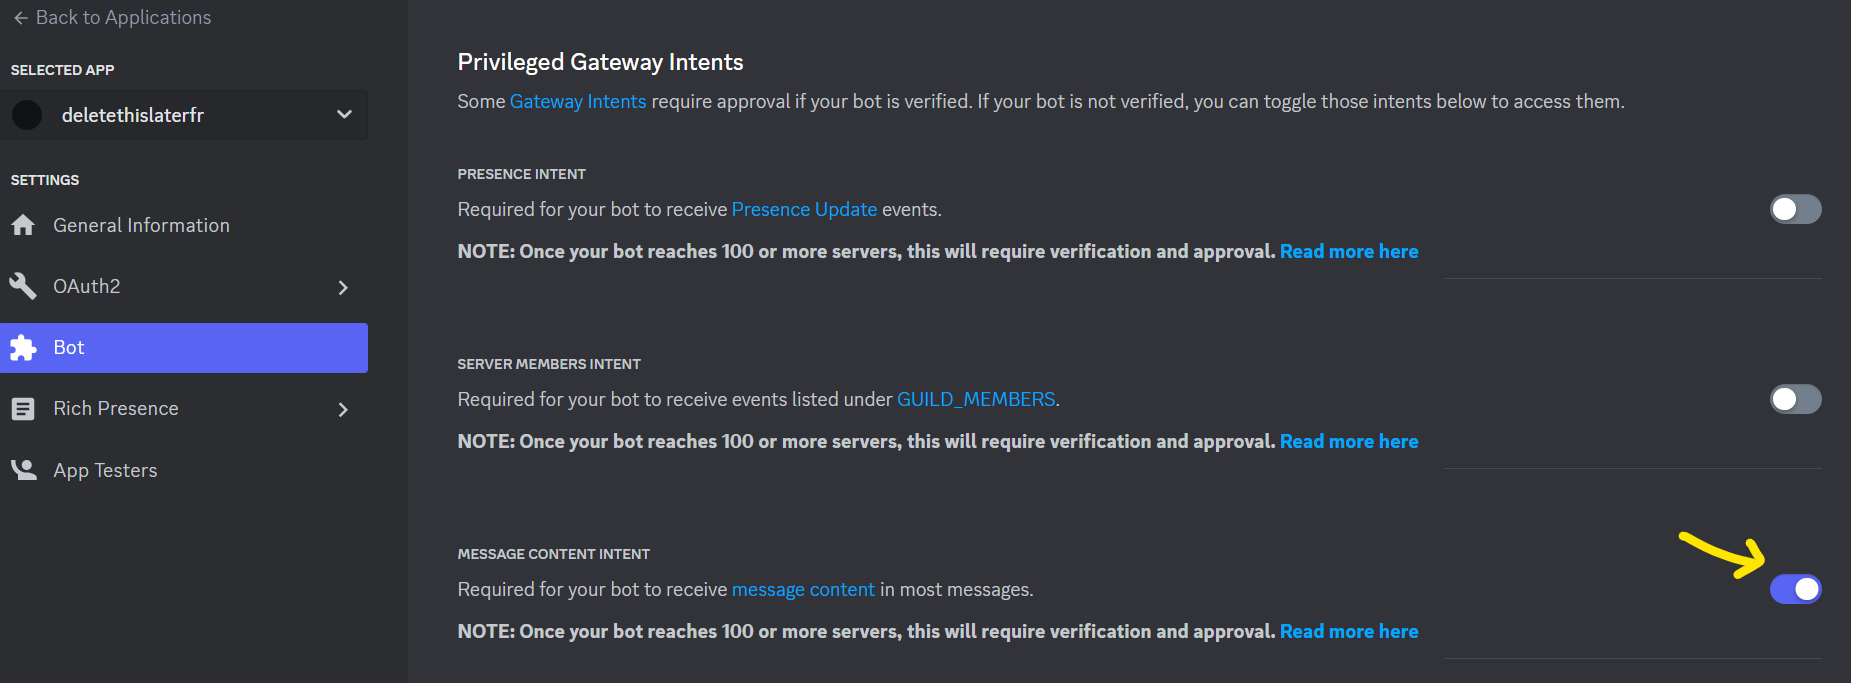 Back to Applications
SELECTED APP
deletethislaterfr
SETTINGS
General Information
OAuth2
Bot
Rich Presence
App Testers
Privileged Gateway Intents
Some Gateway Intents require approval if your bot is verified. If your bot is not verified, you can toggle those intents below to access them.
PRESENCE INTENT
Required for your bot to receive Presence Update events.
NOTE: Once your bot reaches 100 or more servers, this will require verification and approval. Read more here
SERVER MEMBERS INTENT
Required for your bot to receive events listed under GUILD_MEMBERS.
NOTE: Once your bot reaches 100 or more servers, this will require verification and approval. Read more here
MESSAGE CONTENT INTENT
Required for your bot to receive message content in most messages.
NOTE: Once your bot reaches 100 or more servers, this will require verification and approval. Read more here